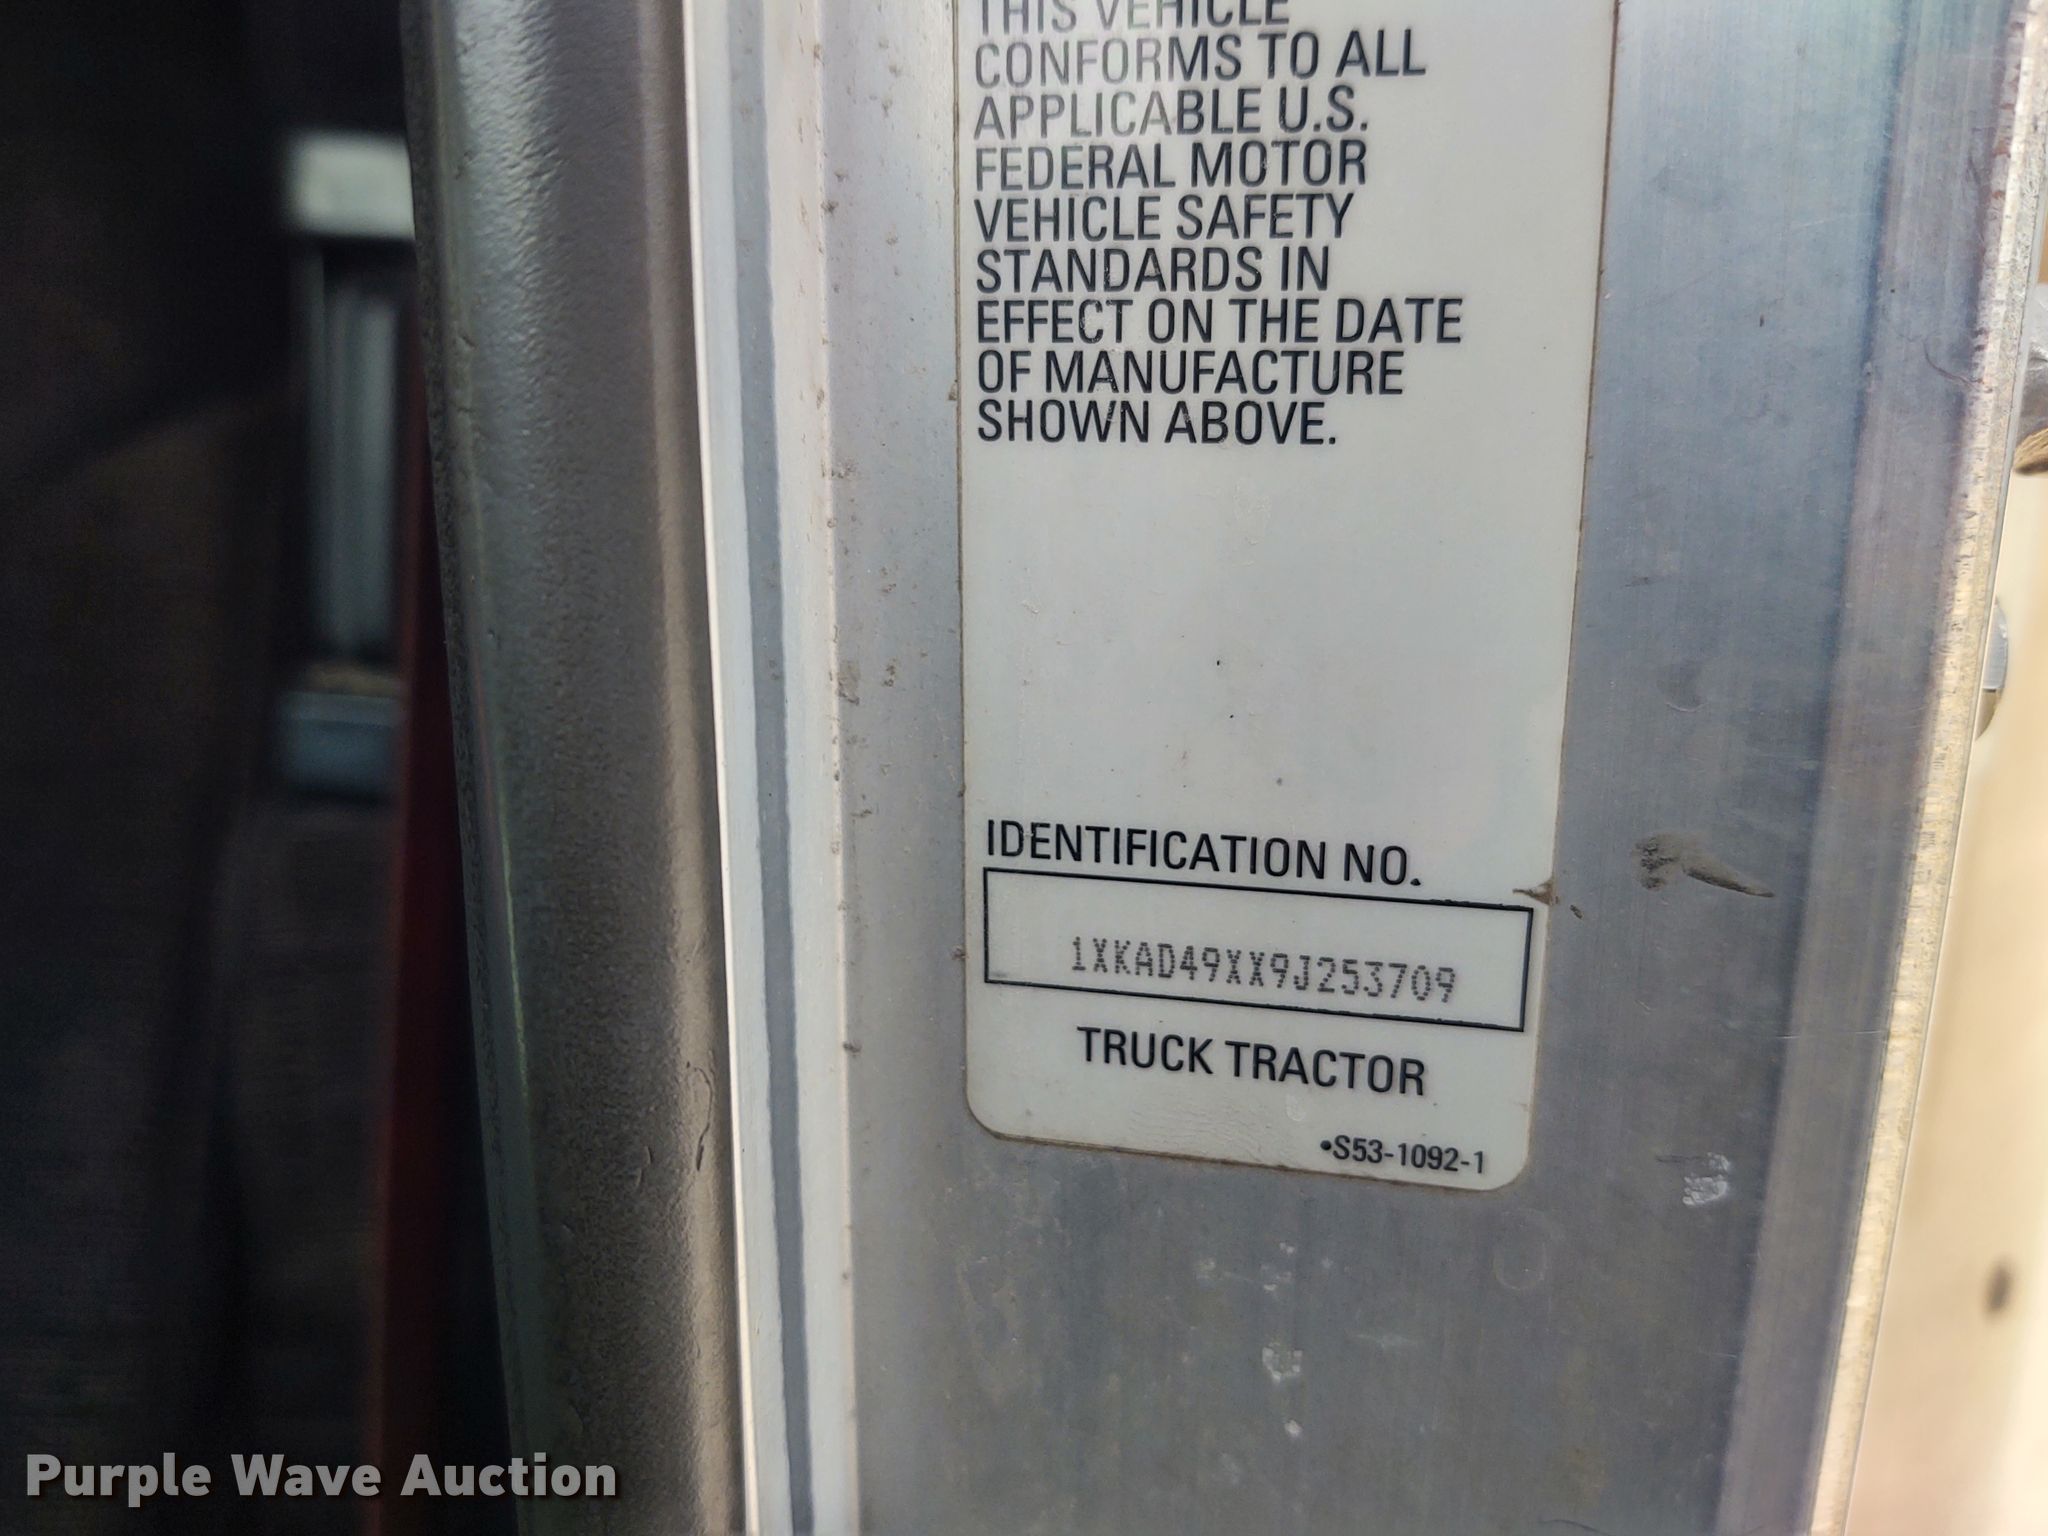 THIS VEHICLE
CONFORMS TO ALL
APPLICABLE U.S.
FEDERAL MOTOR
VEHICLE SAFETY
STANDARDS IN
EFFECT ON THE DATE
OF MANUFACTURE
SHOWN ABOVE.
IDENTIFICATION NO.
1XKAD49XX9J253709
TRUCK TRACTOR
•S53-1092-1
Purple Wave Auction